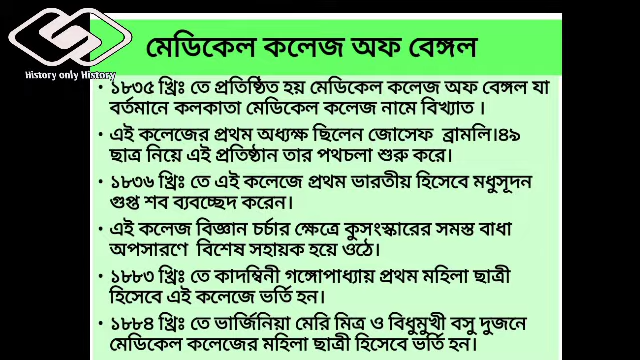 History only History
মেডিকেল কলেজ অফ বেঙ্গল
• ১৮৩৫ খ্রিঃ তে প্রতিষ্ঠিত হয় মেডিকেল কলেজ অফ বেঙ্গল যা
বর্তমানে কলকাতা মেডিকেল কলেজ নামে বিখ্যাত ।
• এই কলেজের প্রথম অধ্যক্ষ ছিলেন জোসেফ ব্রামলি।৪৯
ছাত্র নিয়ে এই প্রতিষ্ঠান তার পথচলা শুরু করে।
• ১৮৩৬ খ্রিঃ তে এই কলেজে প্রথম ভারতীয় হিসেবে মধুসূদন
গুপ্ত শব ব্যবচ্ছেদ করেন।
• এই কলেজ বিজ্ঞান চর্চার ক্ষেত্রে কুসংস্কারের সমস্ত বাধা
অপসারণে বিশেষ সহায়ক হয়ে ওঠে।
• ১৮৮৩ খ্রিঃ তে কাদম্বিনী গঙ্গোপাধ্যায় প্রথম মহিলা ছাত্রী
হিসেবে এই কলেজে ভর্তি হন।
• ১৮৮৪ খ্রিঃ তে ভার্জিনিয়া মেরি মিত্র ও বিধুমুখী বসু দুজনে
মেডিকেল কলেজের মহিলা ছাত্রী হিসেবে ভর্তি হন।